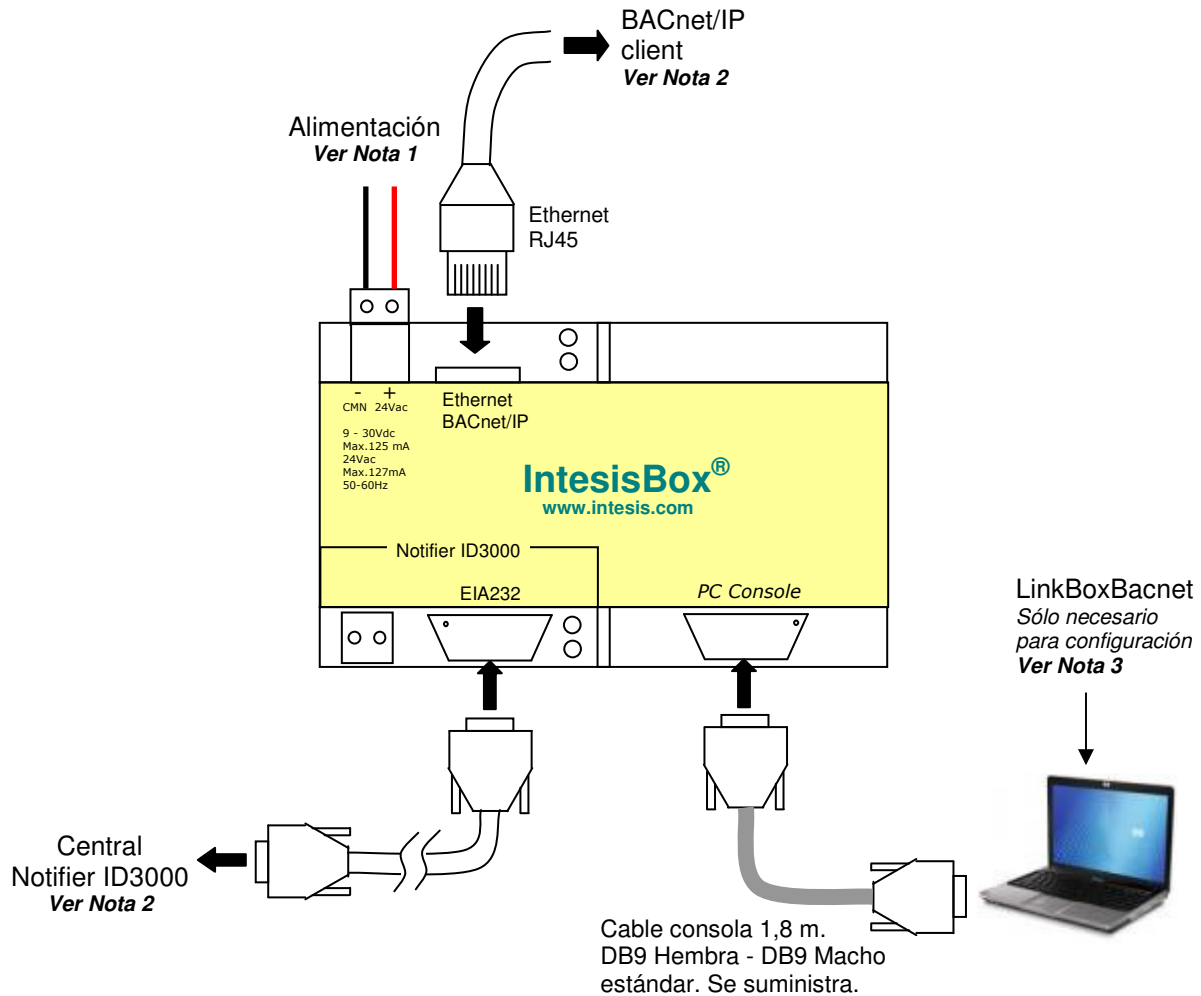 BACnet/IP
client
Ver Nota 2
Alimentación
Ver Nota 1
Ethernet
RJ45
- +
CMN 24Vac
9 - 30Vdc
Max.125 mA
24Vac
Max.127mA
50-60Hz
Ethernet
BACnet/IP
IntesisBox®
www.intesis.com
Notifier ID3000
EIA232
PC Console
LinkBoxBacnet
Sólo necesario
para configuración
Ver Nota 3
Central
Notifier ID3000
Ver Nota 2
Cable consola 1,8 m.
DB9 Hembra - DB9 Macho
estándar. Se suministra.